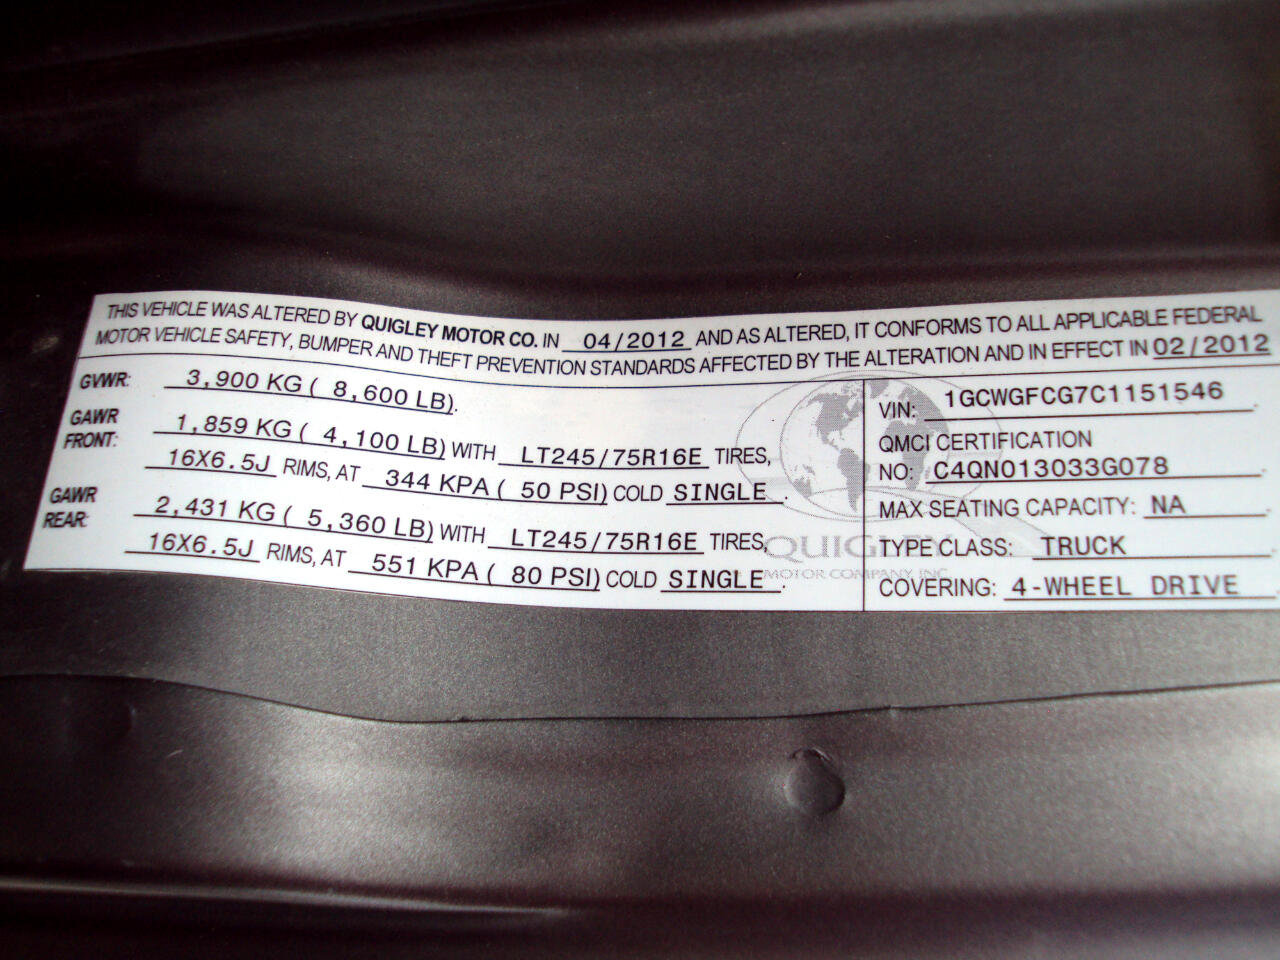 THIS VEHICLE WAS ALTERED BY QUIGLEY MOTOR CO. IN 04/2012 AND AS ALTERED, IT CONFORMS TO ALL APPLICABLE FEDERAL
MOTOR VEHICLE SAFETY, BUMPER AND THEFT PREVENTION STANDARDS AFFECTED BY THE ALTERATION AND IN EFFECT IN 02/2012
GVWR: 3,900 KG ( 8,600 LB).
GAWR
FRONT: 1,859 KG ( 4,100 LB) WITH LT245/75R16E TIRES,
16X6.5J RIMS, AT 344 KPA ( 50 PSI) COLD SINGLE .
GAWR
REAR: 2,431 KG ( 5,360 LB) WITH LT245/75R16E TIRES,
16X6.5J RIMS, AT 551 KPA ( 80 PSI) COLD SINGLE .
QUIGLEY
MOTOR COMPANY, INC.
VIN: 1GCWGFCG7C1151546 .
QMCI CERTIFICATION
NO: C4QN013033G078 .
MAX SEATING CAPACITY: NA .
TYPE CLASS: TRUCK .
COVERING: 4-WHEEL DRIVE .